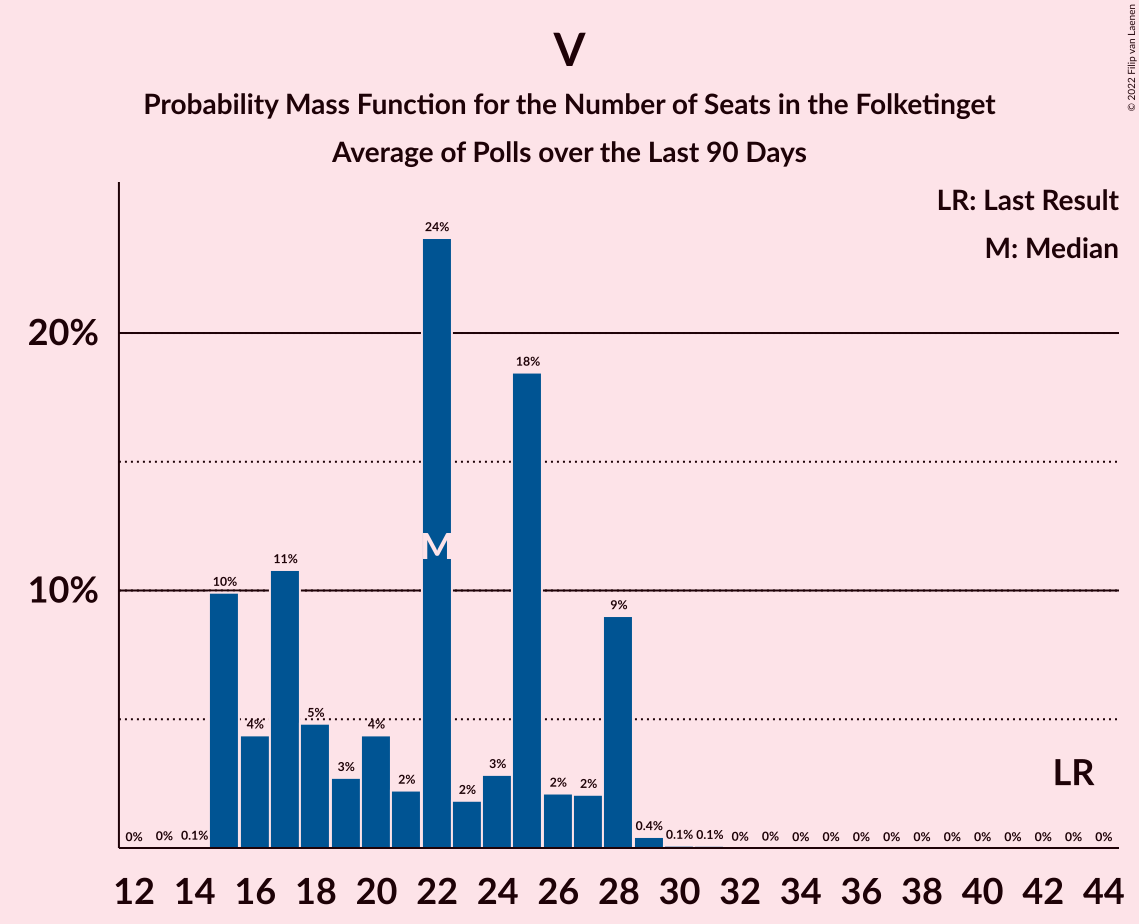 V
Probability Mass Function for the Number of Seats in the Folketinget
Average of Polls over the Last 90 Days
© 2022 Filip van Laenen
LR: Last Result
M: Median
20%
10%
0% 0% 0.1% 10% 4% 11% 5% 3% 4% 2% 24% 2% 3% 18% 2% 2% 9% 0.4% 0.1% 0.1% 0% 0% 0% 0% 0% 0% 0% 0% 0% 0% 0% 0% 0%
M
LR
12 14 16 18 20 22 24 26 28 30 32 34 36 38 40 42 44